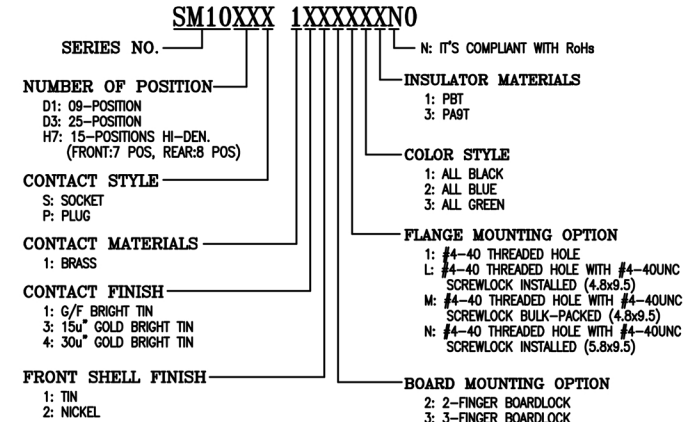 SM10XXX 1XXXXXXN0
SERIES NO.
NUMBER OF POSITION
D1: 09-POSITION
D3: 25-POSITION
H7: 15-POSITIONS HI-DEN.
(FRONT:7 POS, REAR:8 POS)
CONTACT STYLE
S: SOCKET
P: PLUG
CONTACT MATERIALS
1: BRASS
CONTACT FINISH
1: G/F BRIGHT TIN
3: 15u" GOLD BRIGHT TIN
4: 30u" GOLD BRIGHT TIN
FRONT SHELL FINISH
1: TIN
2: NICKEL
N: IT'S COMPLIANT WITH RoHs
INSULATOR MATERIALS
1: PBT
3: PA9T
COLOR STYLE
1: ALL BLACK
2: ALL BLUE
3: ALL GREEN
FLANGE MOUNTING OPTION
1: #4-40 THREADED HOLE
L: #4-40 THREADED HOLE WITH #4-40UNC
SCREWLOCK INSTALLED (4.8x9.5)
M: #4-40 THREADED HOLE WITH #4-40UNC
SCREWLOCK BULK-PACKED (4.8x9.5)
N: #4-40 THREADED HOLE WITH #4-40UNC
SCREWLOCK INSTALLED (5.8x9.5)
BOARD MOUNTING OPTION
2: 2-FINGER BOARDLOCK
3: 3-FINGER BOARDLOCK